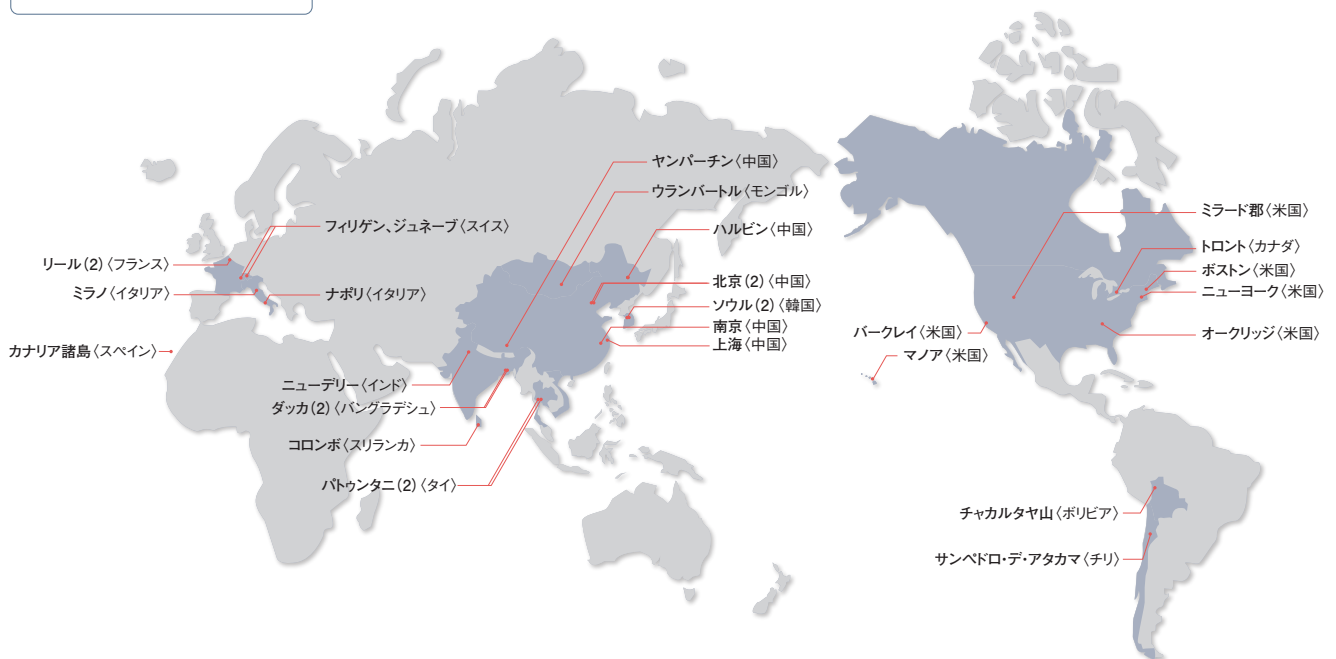 ヤンパーチン〈中国〉
ウランバートル〈モンゴル〉
フィリゲン、ジュネーブ〈スイス〉
ハルビン〈中国〉
リール(2)〈フランス〉
北京(2)〈中国〉
ミラノ〈イタリア〉
ナポリ〈イタリア〉
ソウル(2)〈韓国〉
南京〈中国〉
上海〈中国〉
カナリア諸島〈スペイン〉
ニューデリー〈インド〉
ダッカ(2)〈バングラデシュ〉
コロンボ〈スリランカ〉
パトゥンタニ(2)〈タイ〉
ミラード郡〈米国〉
トロント〈カナダ〉
ボストン〈米国〉
ニューヨーク〈米国〉
バークレイ〈米国〉
オークリッジ〈米国〉
マノア〈米国〉
チャカルタヤ山〈ボリビア〉
サンペドロ・デ・アタカマ〈チリ〉